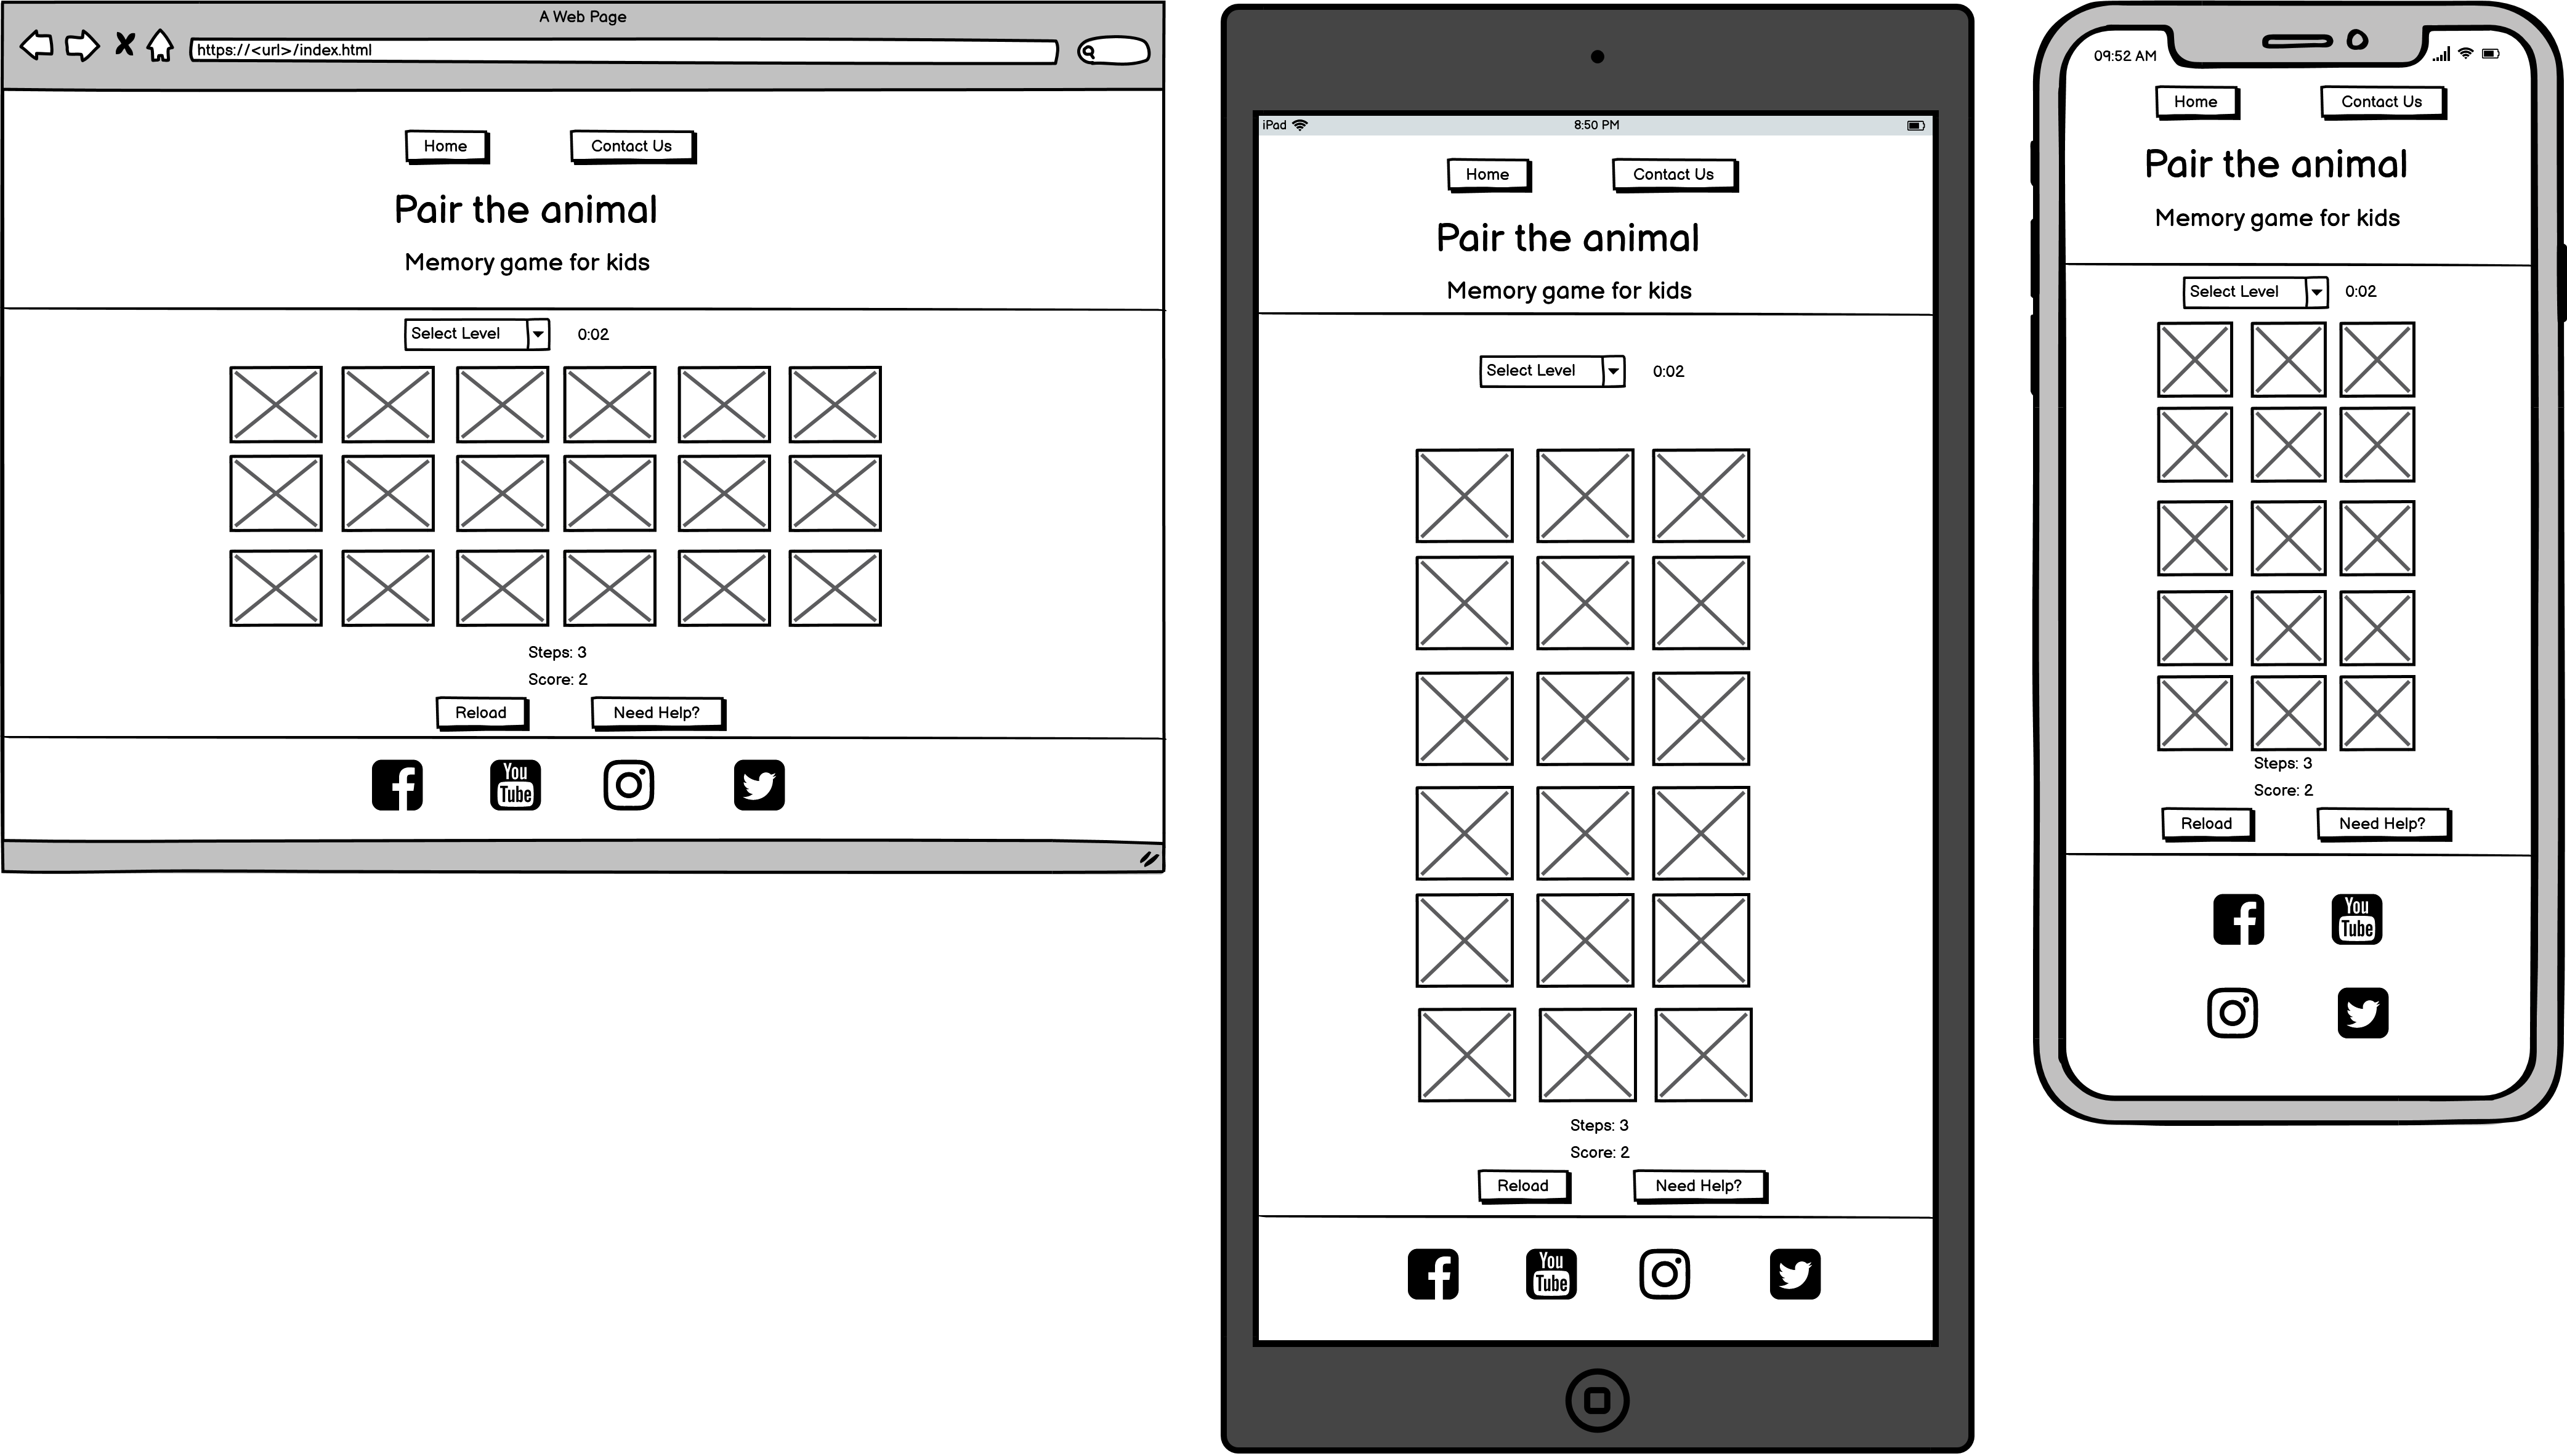 A Web Page
https://<url>/index.html
Home Contact Us
Pair the animal
Memory game for kids
Select Level 0:02
Steps: 3
Score: 2
Reload Need Help?
You
Tube
iPad 8:50 PM
Home Contact Us
Pair the animal
Memory game for kids
Select Level 0:02
Steps: 3
Score: 2
Reload Need Help?
You
Tube
09:52 AM
Home Contact Us
Pair the animal
Memory game for kids
Select Level 0:02
Steps: 3
Score: 2
Reload Need Help?
You
Tube